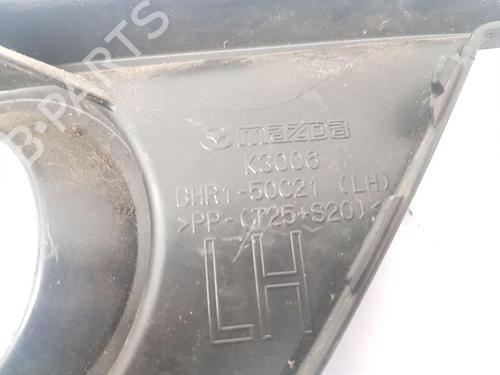 B-PARTS
mazda
K3006
BHR1-50C21 (LH)
>PP-(T25+S20)<
LH